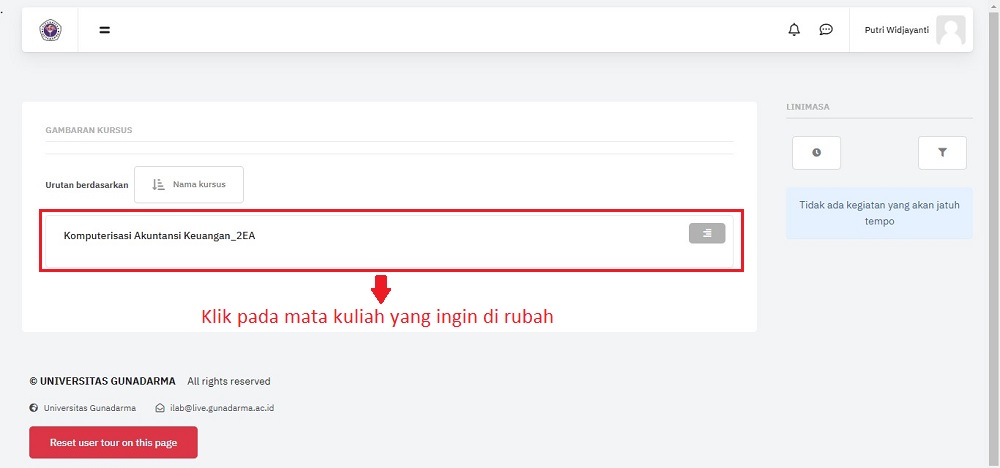 Putri Widjayanti
GAMBARAN KURSUS
LINIMASA
Urutan berdasarkan
Nama kursus
Tidak ada kegiatan yang akan jatuh
tempo
Komputerisasi Akuntansi Keuangan_2EA
Klik pada mata kuliah yang ingin di rubah
© UNIVERSITAS GUNADARMA All rights reserved
Universitas Gunadarma ilab@live.gunadarma.ac.id
Reset user tour on this page